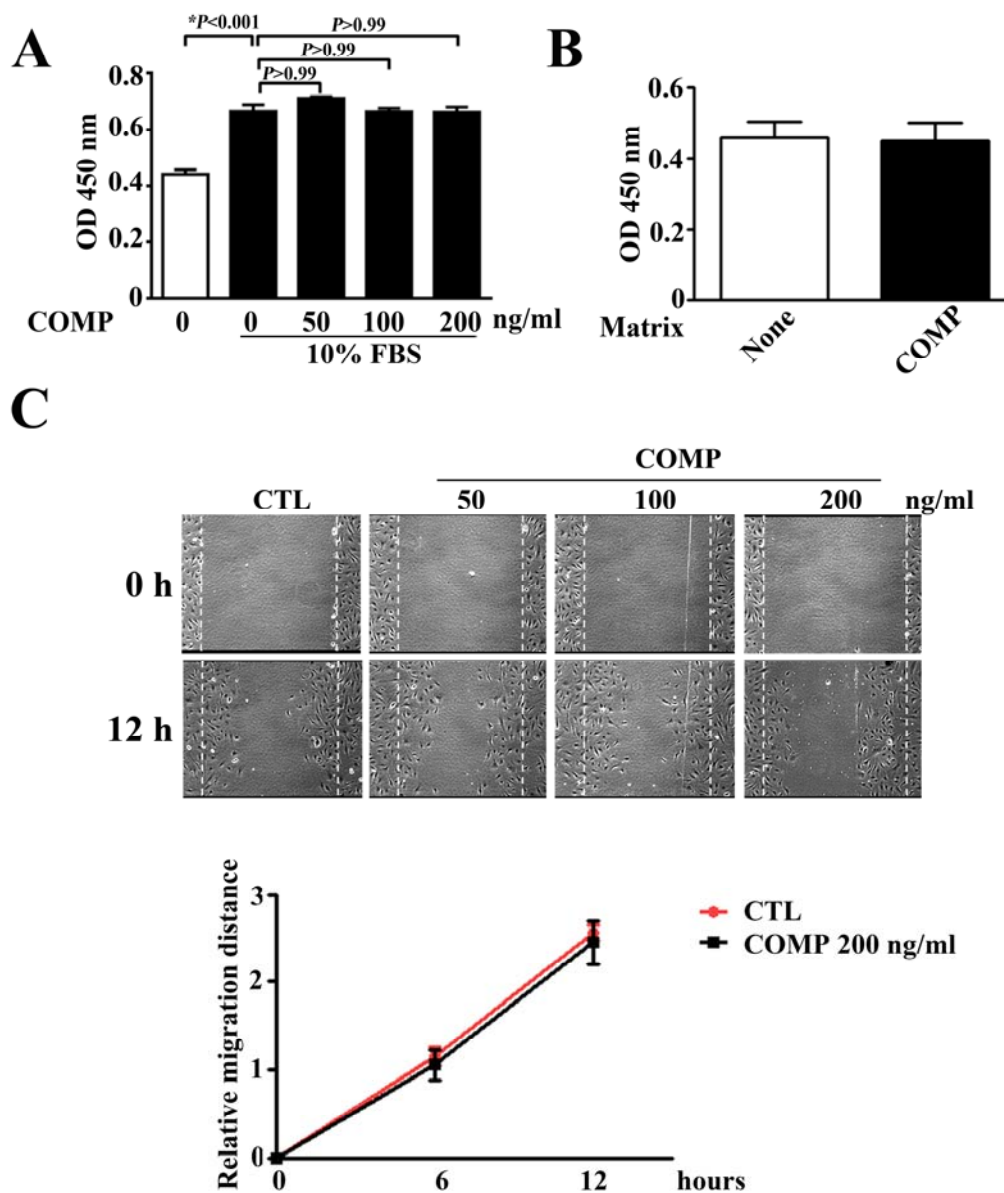 A
*P<0.001
P>0.99
P>0.99
P>0.99
OD 450 nm
0.8
0.6
0.4
0.2
0
COMP 0 0 50 100 200 ng/ml
10% FBS
B
OD 450 nm
0.6
0.4
0.2
0
Matrix None COMP
C
COMP
CTL 50 100 200 ng/ml
0 h
12 h
Relative migration distance
3
2
1
0
0 6 12 hours
CTL
COMP 200 ng/ml